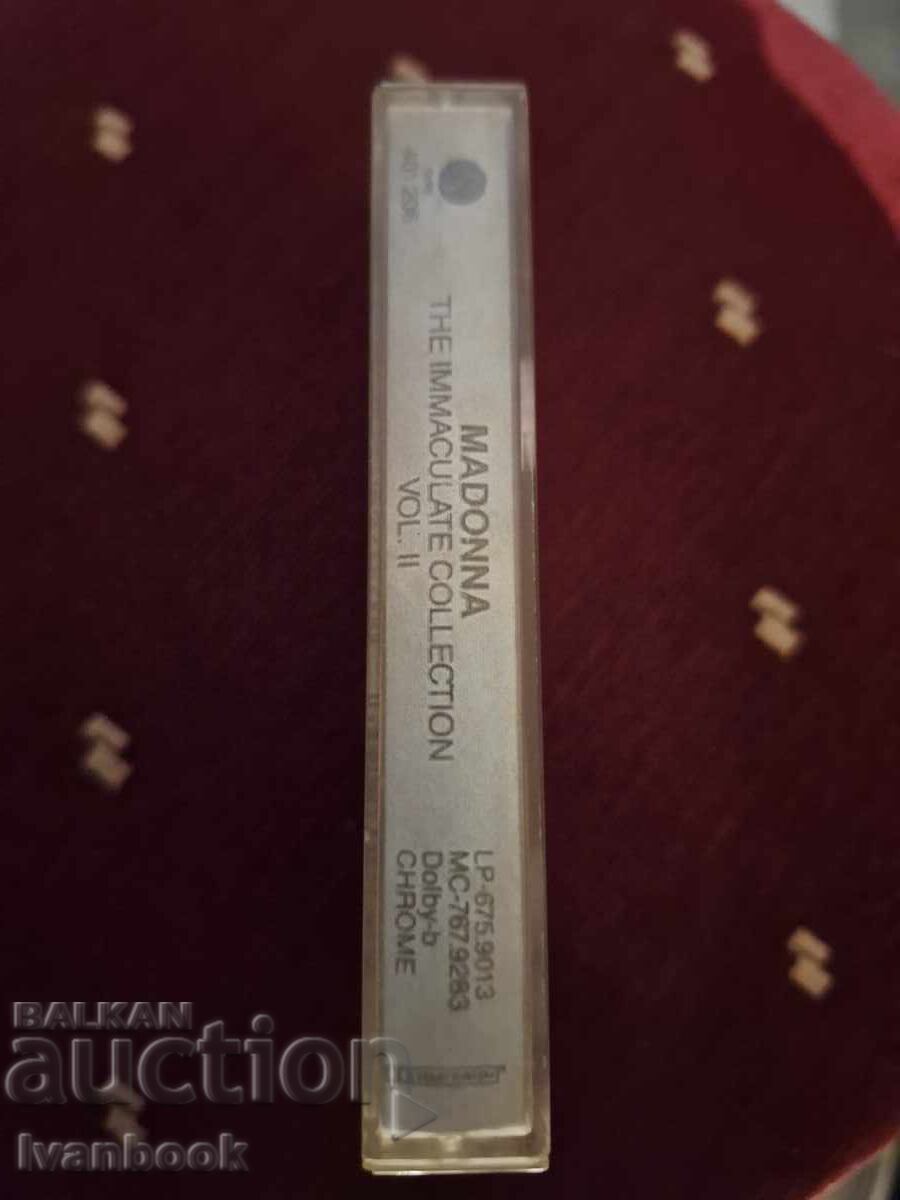 MADONNA
THE IMMACULATE COLLECTION
VOL. II
LP-675.9013
MC-767.9283
Dolby-b
CHROME
BALKAN
auction
Ivanbook